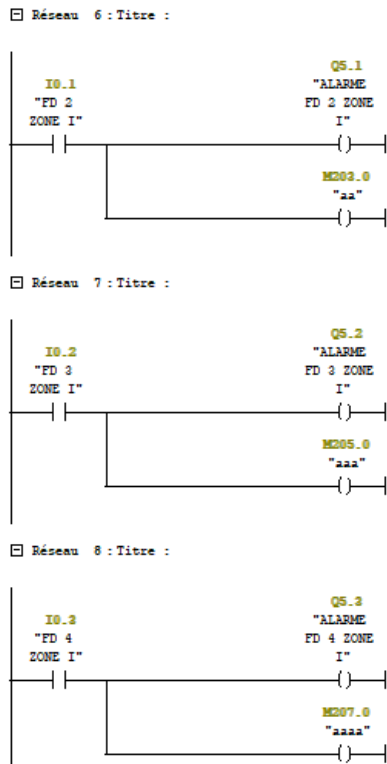 Réseau 6 : Titre :
Q5.1
I0.1
"ALARME
"FD 2
FD 2 ZONE
ZONE I"
I"
M203.0
"aa"
Réseau 7 : Titre :
Q5.2
I0.2
"ALARME
"FD 3
FD 3 ZONE
ZONE I"
I"
M205.0
"aaa"
Réseau 8 : Titre :
Q5.3
I0.3
"ALARME
"FD 4
FD 4 ZONE
ZONE I"
I"
M207.0
"aaaa"